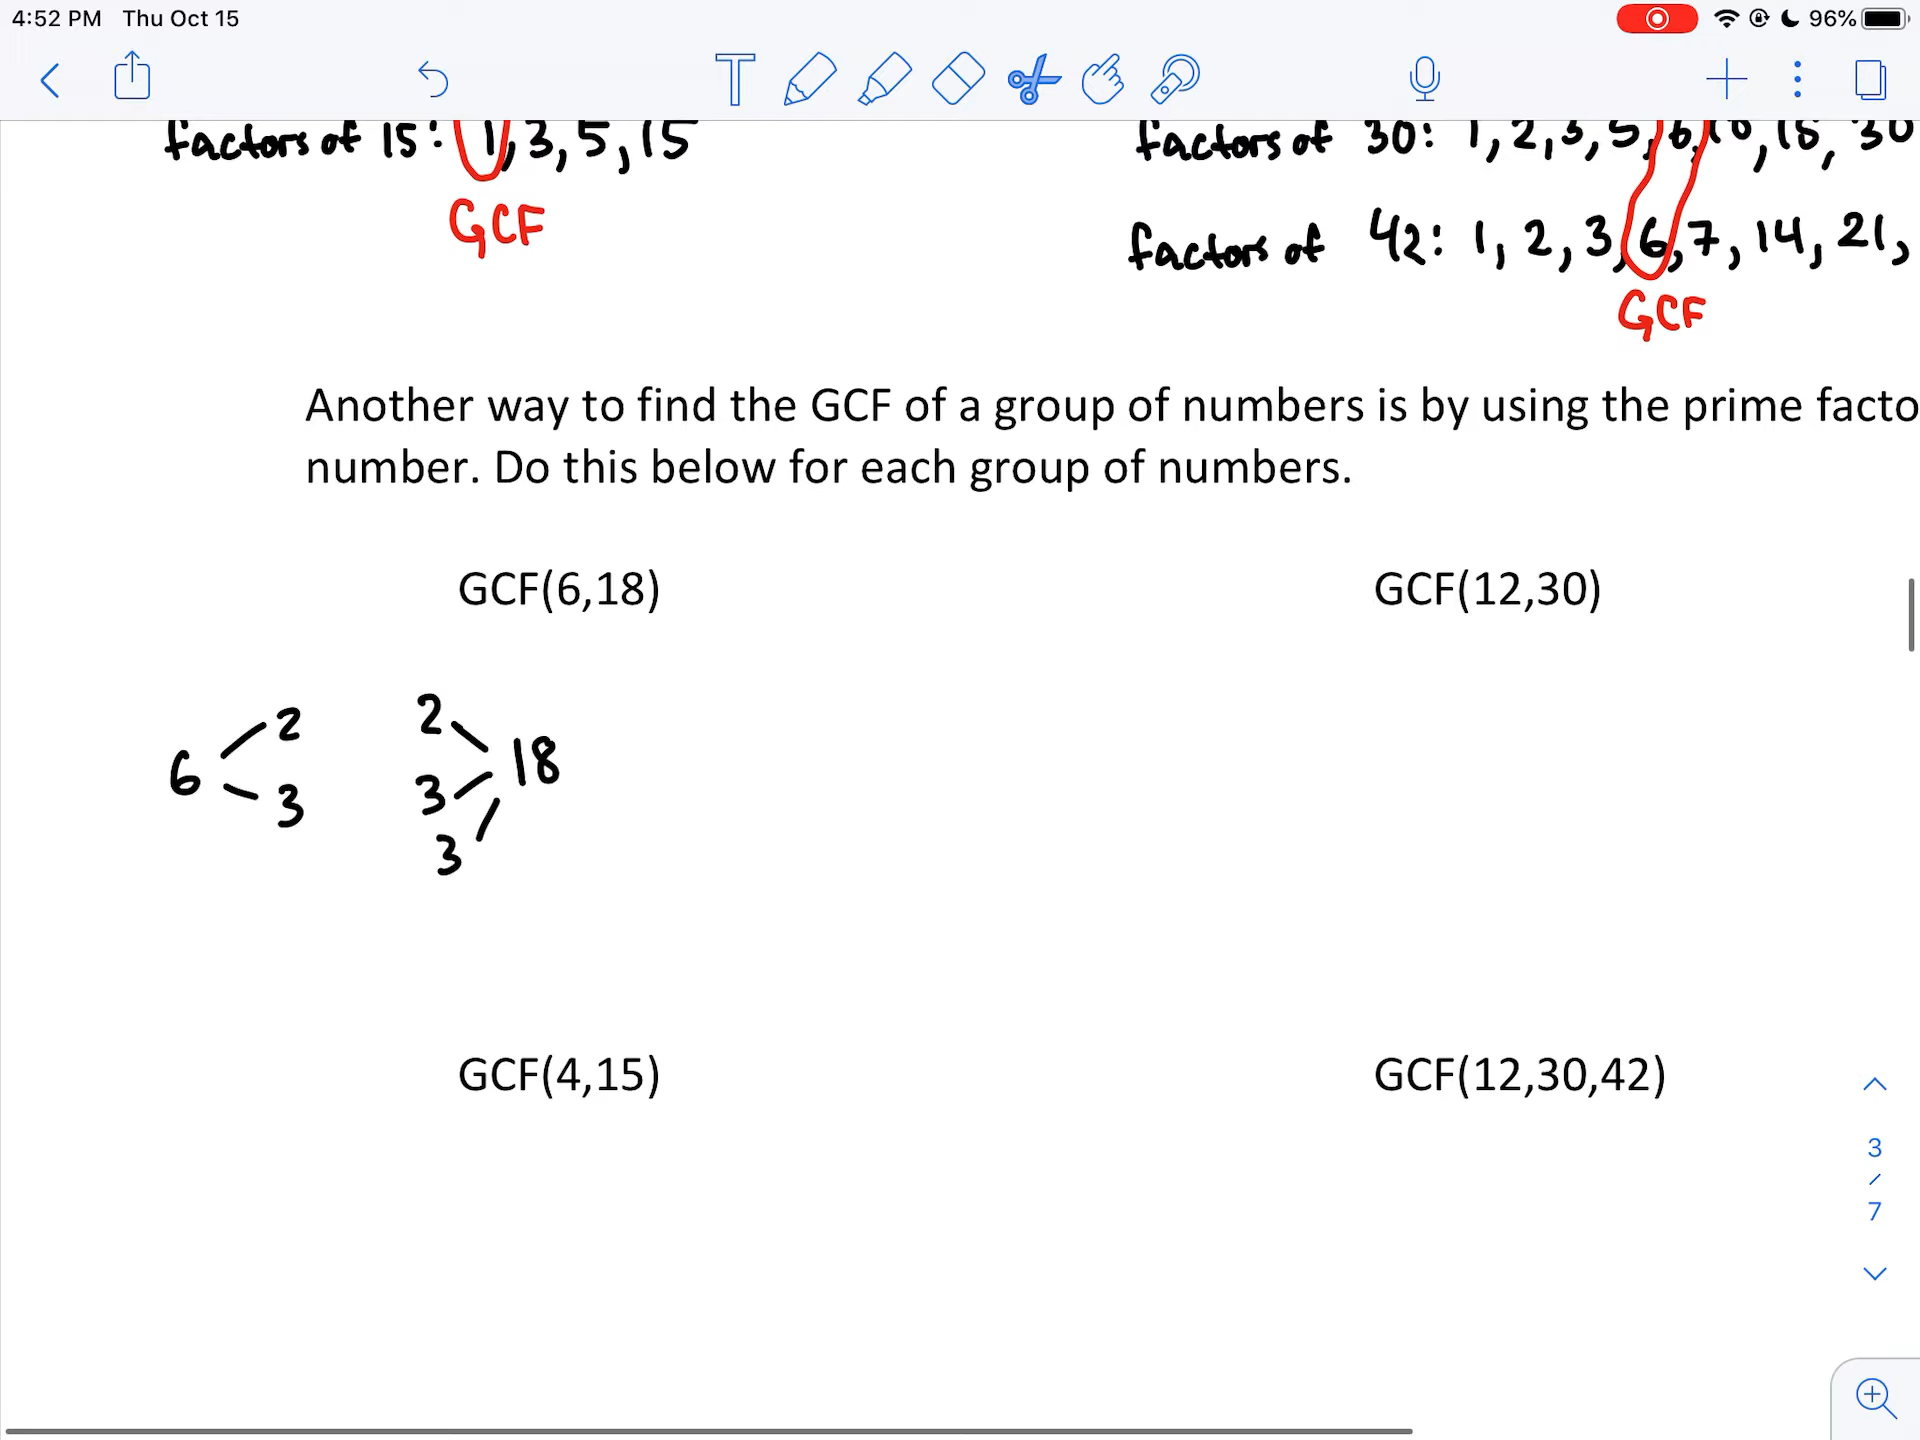 4:52 PM Thu Oct 15
96%
factors of 15: 1, 3, 5, 15
GCF
factors of 30: 1, 2, 3, 5, 6, 10, 15, 30
factors of 42: 1, 2, 3, 6, 7, 14, 21,
GCF
Another way to find the GCF of a group of numbers is by using the prime facto
number. Do this below for each group of numbers.
GCF(6,18)
GCF(12,30)
6 2 3
2 3 3 18
GCF(4,15)
GCF(12,30,42)
3
/
7